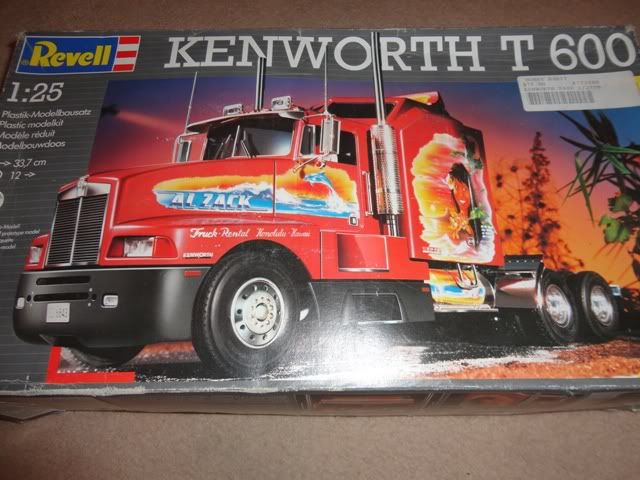 Revell
KENWORTH T 600
1:25
Plastik-Modellbausatz
Plastic modelkit
Modèle réduit
Modelbouwdoos
33,7 cm
12
AL ZACK
Truck-Rental Honolulu-Hawaii
KENWORTH
6843